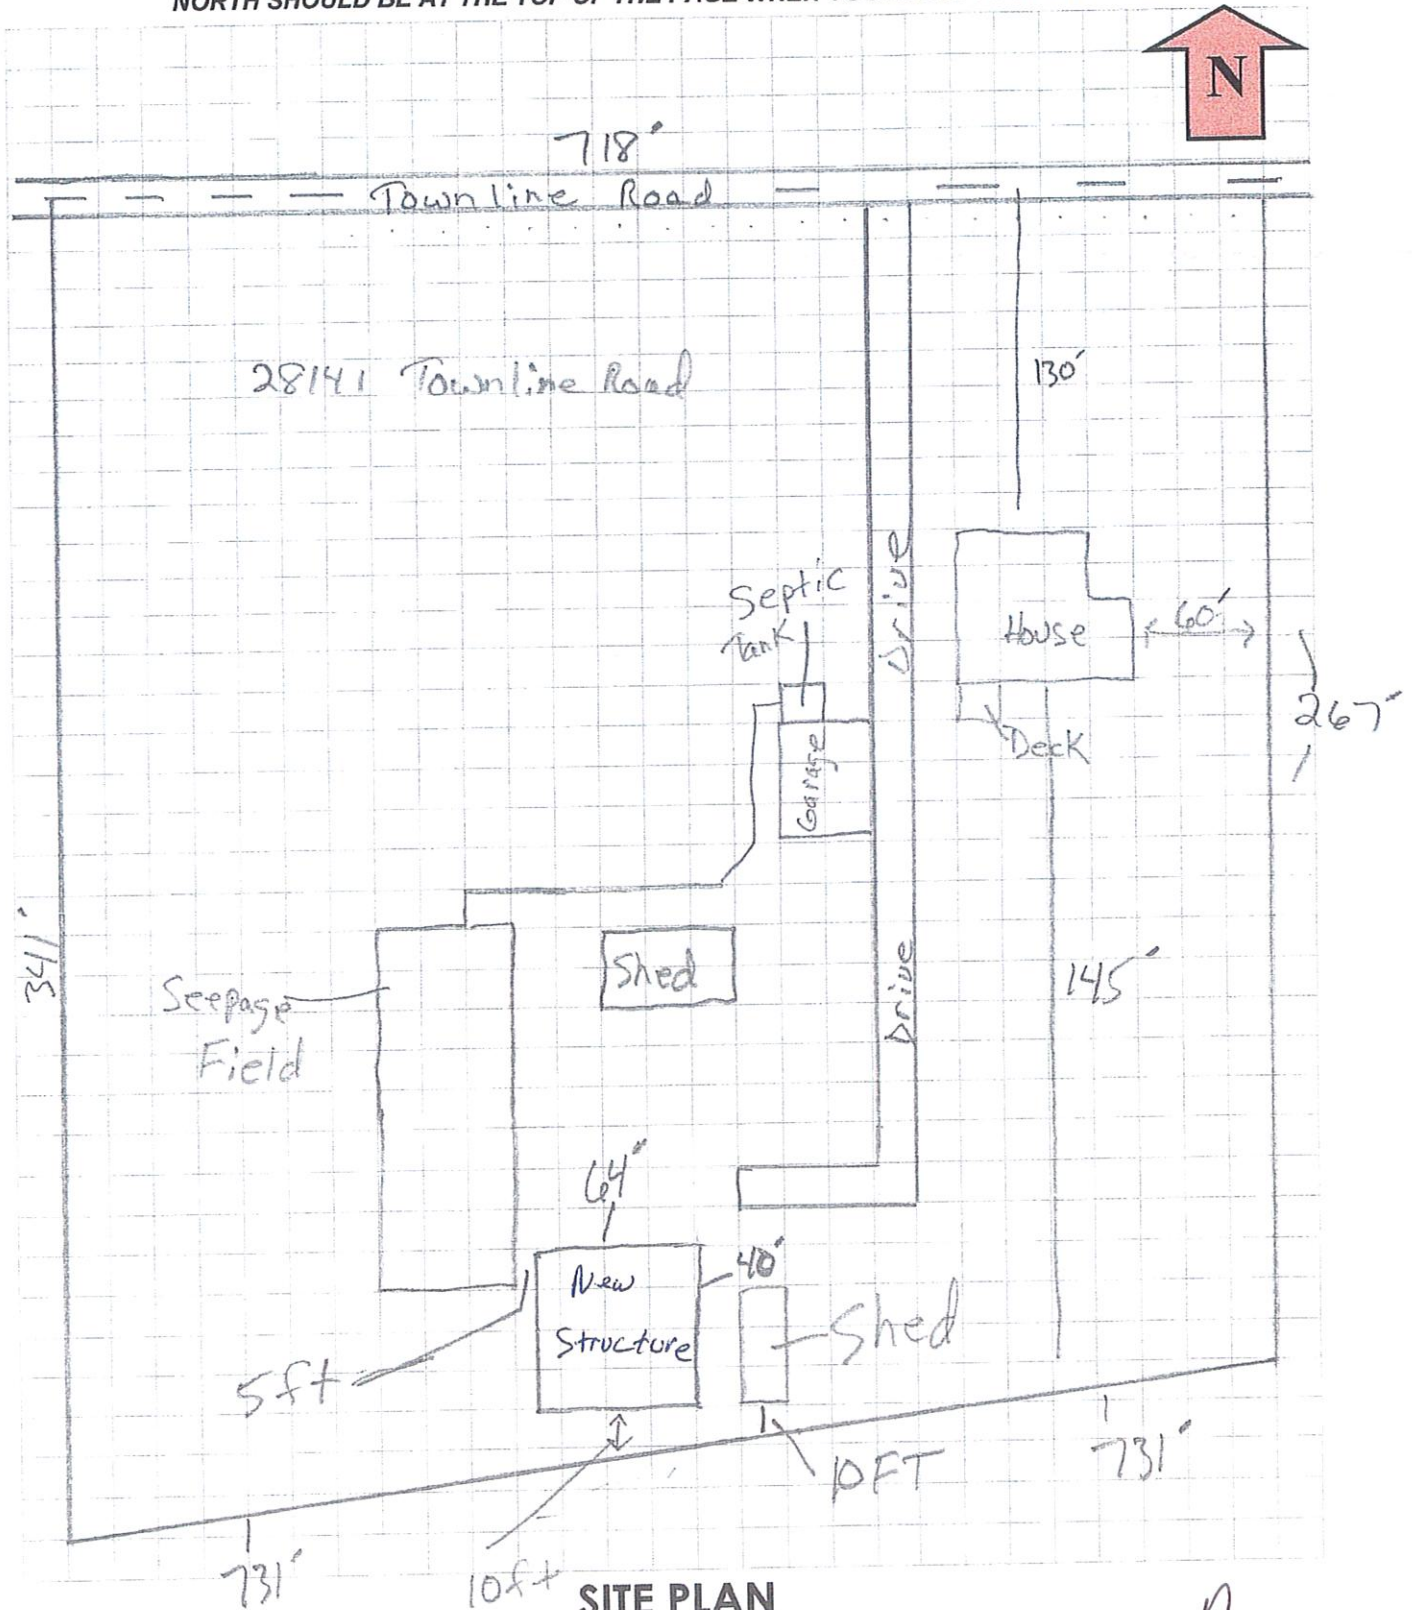 N
718'
Townline Road
28141 Townline Road
130'
Septic
Tank
Drive
House
60'
267'
Deck
Garage
341'
Seepage
Field
Shed
Drive
145'
64'
New
Structure
40'
Shed
5ft
10FT
731'
731'
10ft
SITE PLAN